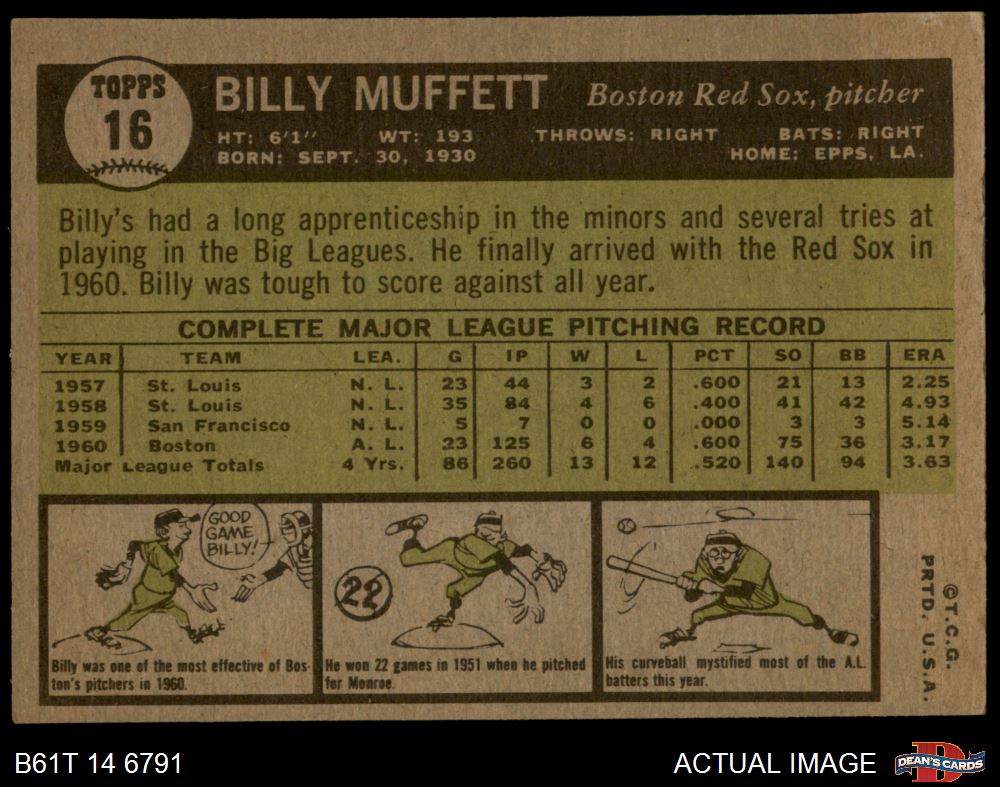 TOPPS
16
BILLY MUFFETT
Boston Red Sox, pitcher
HT: 6'1" WT: 193 THROWS: RIGHT BATS: RIGHT
BORN: SEPT. 30, 1930 HOME: EPPS, LA.
Billy's had a long apprenticeship in the minors and several tries at
playing in the Big Leagues. He finally arrived with the Red Sox in
1960. Billy was tough to score against all year.
COMPLETE MAJOR LEAGUE PITCHING RECORD
YEAR TEAM LEA. G IP W L PCT SO BB ERA
1957 St. Louis N. L. 23 44 3 2 .600 21 13 2.25
1958 St. Louis N. L. 35 84 4 6 .400 41 42 4.93
1959 San Francisco N. L. 5 7 0 0 .000 3 3 5.14
1960 Boston A. L. 23 125 6 4 .600 75 36 3.17
Major League Totals 4 Yrs. 86 260 13 12 .520 140 94 3.63
GOOD
GAME
BILLY!
Billy was one of the most effective of Bos-
ton's pitchers in 1960.
22
He won 22 games in 1951 when he pitched
for Monroe
His curveball mystified most of the A.L.
batters this year.
©T.C.G.
PRTD. U.S.A.
B61T 14 6791
ACTUAL IMAGE
DEAN'S CARDS